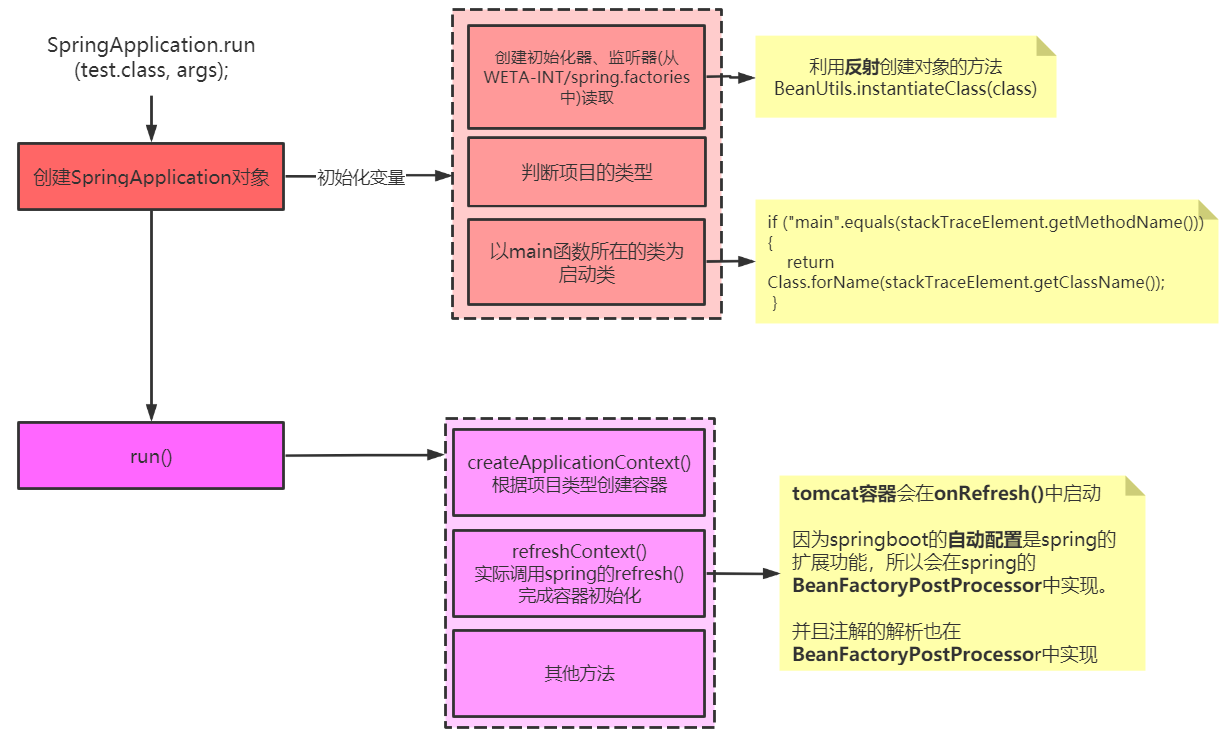 SpringApplication.run
(test.class, args);
创建SpringApplication对象
初始化变量
创建初始化器、监听器(从
WETA-INT/spring.factories
中)读取
利用反射创建对象的方法
BeanUtils.instantiateClass(class)
判断项目的类型
以main函数所在的类为
启动类
if ("main".equals(stackTraceElement.getMethodName()))
{
return
Class.forName(stackTraceElement.getClassName());
}
run()
createApplicationContext()
根据项目类型创建容器
refreshContext()
实际调用spring的refresh()
完成容器初始化
其他方法
tomcat容器会在onRefresh()中启动
因为springboot的自动配置是spring的
扩展功能，所以会在spring的
BeanFactoryPostProcessor中实现。
并且注解的解析也在
BeanFactoryPostProcessor中实现